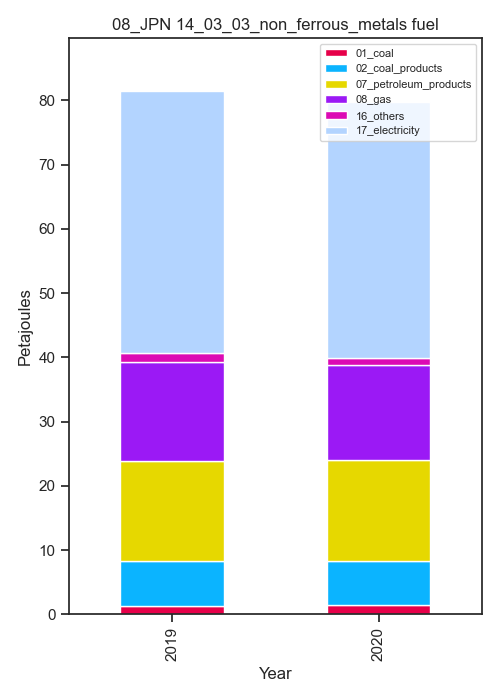 08_JPN 14_03_03_non_ferrous_metals fuel
01_coal
02_coal_products
07_petroleum_products
08_gas
16_others
17_electricity
Petajoules
80
70
60
50
40
30
20
10
0
2019
2020
Year